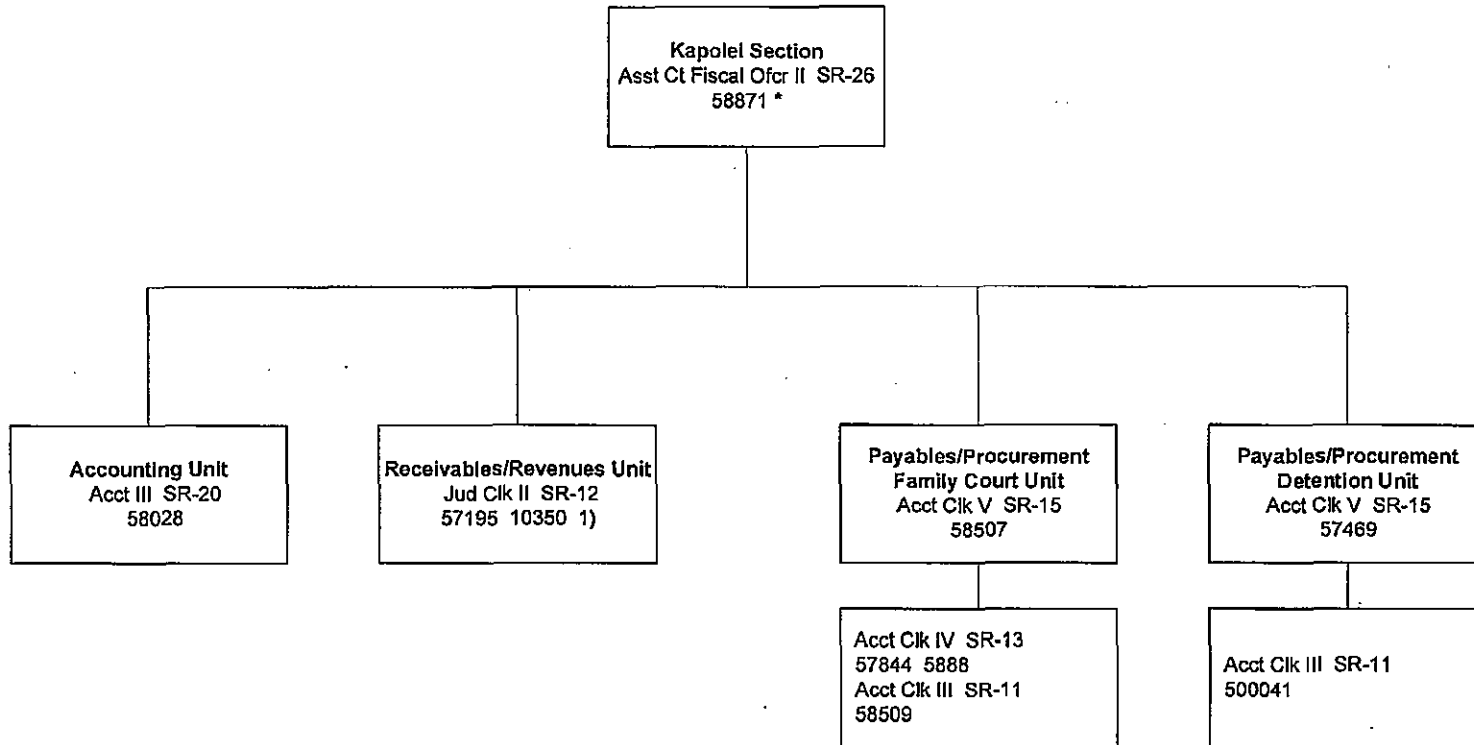 Kapolei Section
Asst Ct Fiscal Ofcr II SR-26
58871 *
Accounting Unit
Acct III SR-20
58028
Receivables/Revenues Unit
Jud Clk II SR-12
57195 10350 1)
Payables/Procurement
Family Court Unit
Acct Clk V SR-15
58507
Payables/Procurement
Detention Unit
Acct Clk V SR-15
57469
Acct Clk IV SR-13
57844 5888
Acct Clk III SR-11
58509
Acct Clk III SR-11
500041